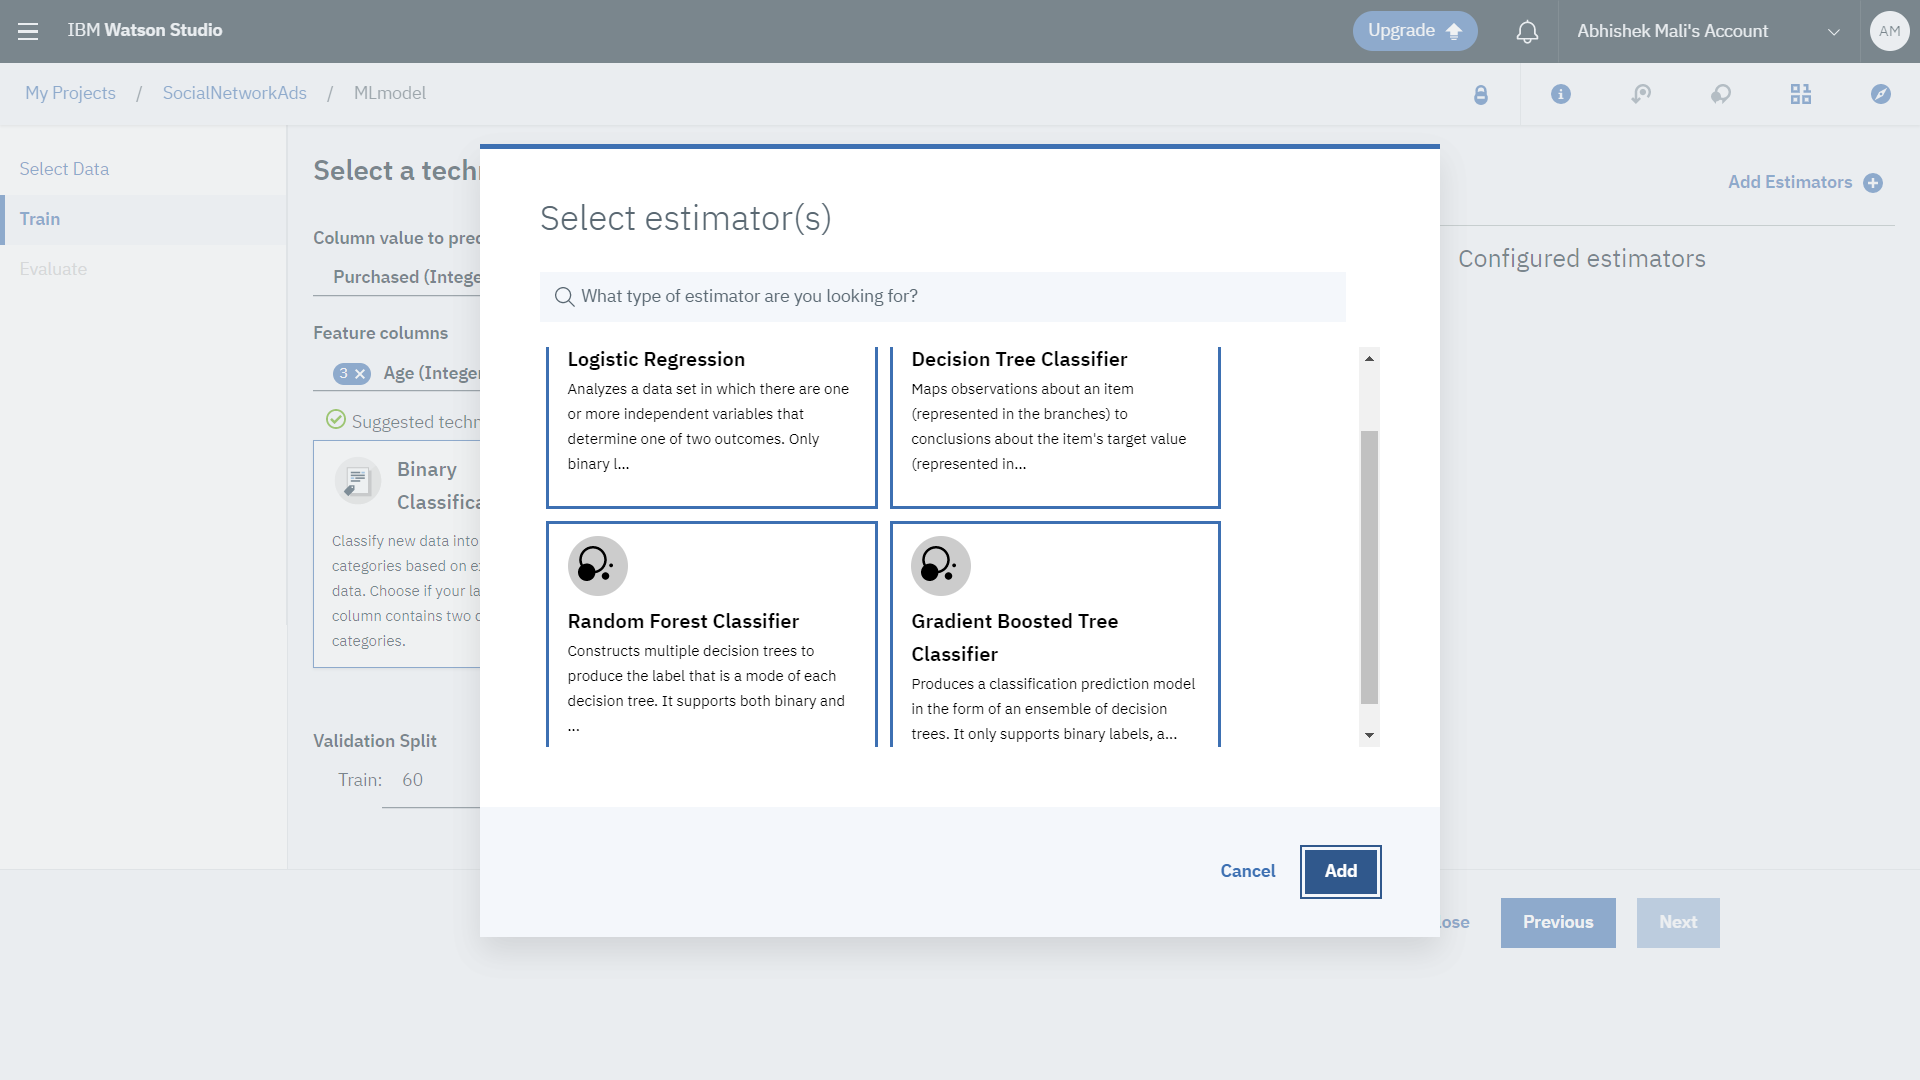 IBM Watson Studio
Upgrade
Abhishek Mali's Account
AM
My Projects / SocialNetworkAds / MLmodel
Select Data
Train
Evaluate
Select a tech
Column value to pred
Purchased (Intege
Feature columns
3 × Age (Integer
Suggested techn
Binary
Classifica
Classify new data into
categories based on e
data. Choose if your la
column contains two c
categories.
Validation Split
Train: 60
Select estimator(s)
What type of estimator are you looking for?
Logistic Regression
Analyzes a data set in which there are one
or more independent variables that
determine one of two outcomes. Only
binary l...
Decision Tree Classifier
Maps observations about an item
(represented in the branches) to
conclusions about the item's target value
(represented in...
Random Forest Classifier
Constructs multiple decision trees to
produce the label that is a mode of each
decision tree. It supports both binary and
...
Gradient Boosted Tree
Classifier
Produces a classification prediction model
in the form of an ensemble of decision
trees. It only supports binary labels, a...
Cancel
Add
Add Estimators
Configured estimators
lose
Previous
Next